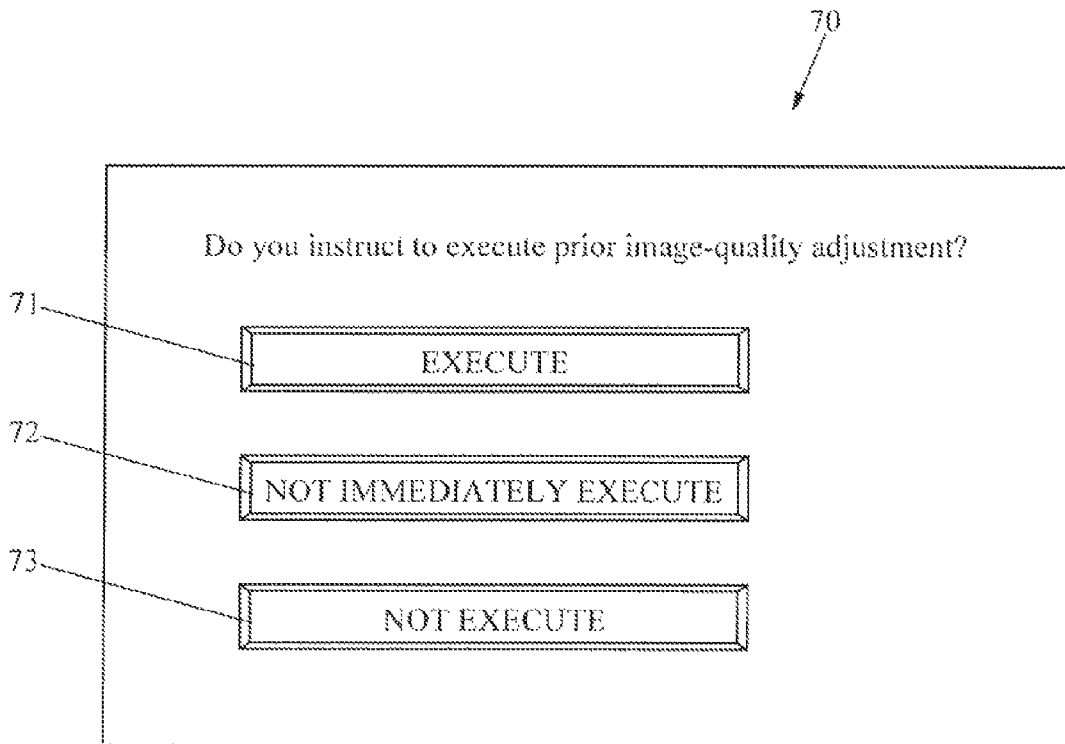 70
Do you instruct to execute prior image-quality adjustment?
71
EXECUTE
72
NOT IMMEDIATELY EXECUTE
73
NOT EXECUTE